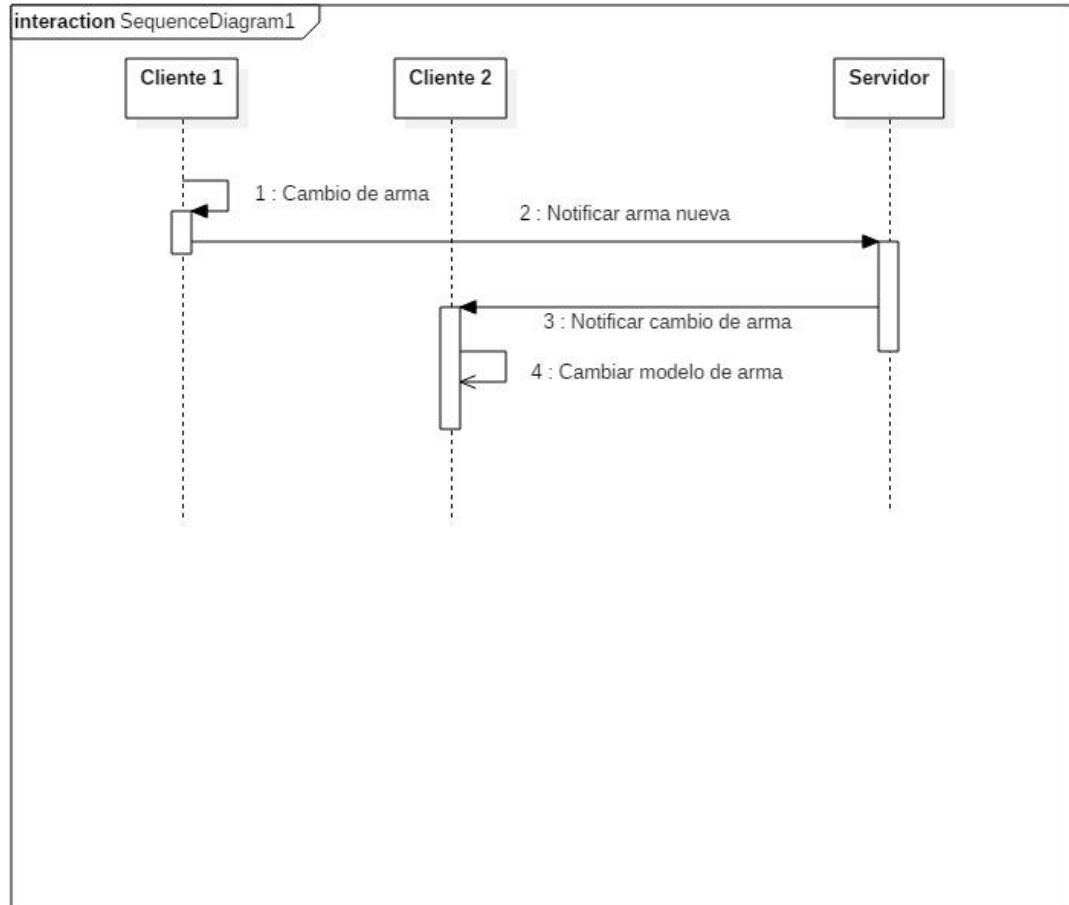 interaction SequenceDiagram1
Cliente 1
Cliente 2
Servidor
1 : Cambio de arma
2 : Notificar arma nueva
3 : Notificar cambio de arma
4 : Cambiar modelo de arma